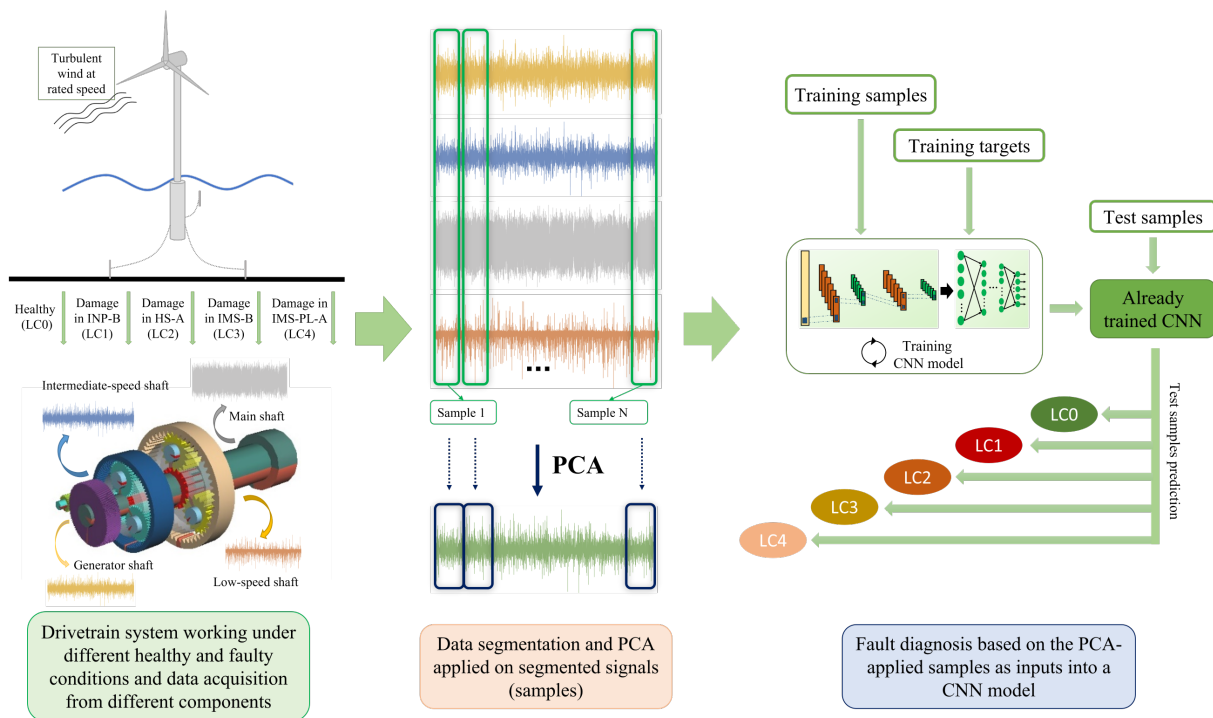 Turbulent
wind at
rated speed
Healthy
(LC0)
Damage
in INP-B
(LC1)
Damage
in HS-A
(LC2)
Damage
in IMS-B
(LC3)
Damage in
IMS-PL-A
(LC4)
Intermediate-speed shaft
Main shaft
Generator shaft
Low-speed shaft
Drivetrain system working under
different healthy and faulty
conditions and data acquisition
from different components
...
Sample 1
Sample N
PCA
Data segmentation and PCA
applied on segmented signals
(samples)
Training samples
Training targets
Test samples
Training
CNN model
Already
trained CNN
Test samples prediction
LC0
LC1
LC2
LC3
LC4
Fault diagnosis based on the PCA-
applied samples as inputs into a
CNN model